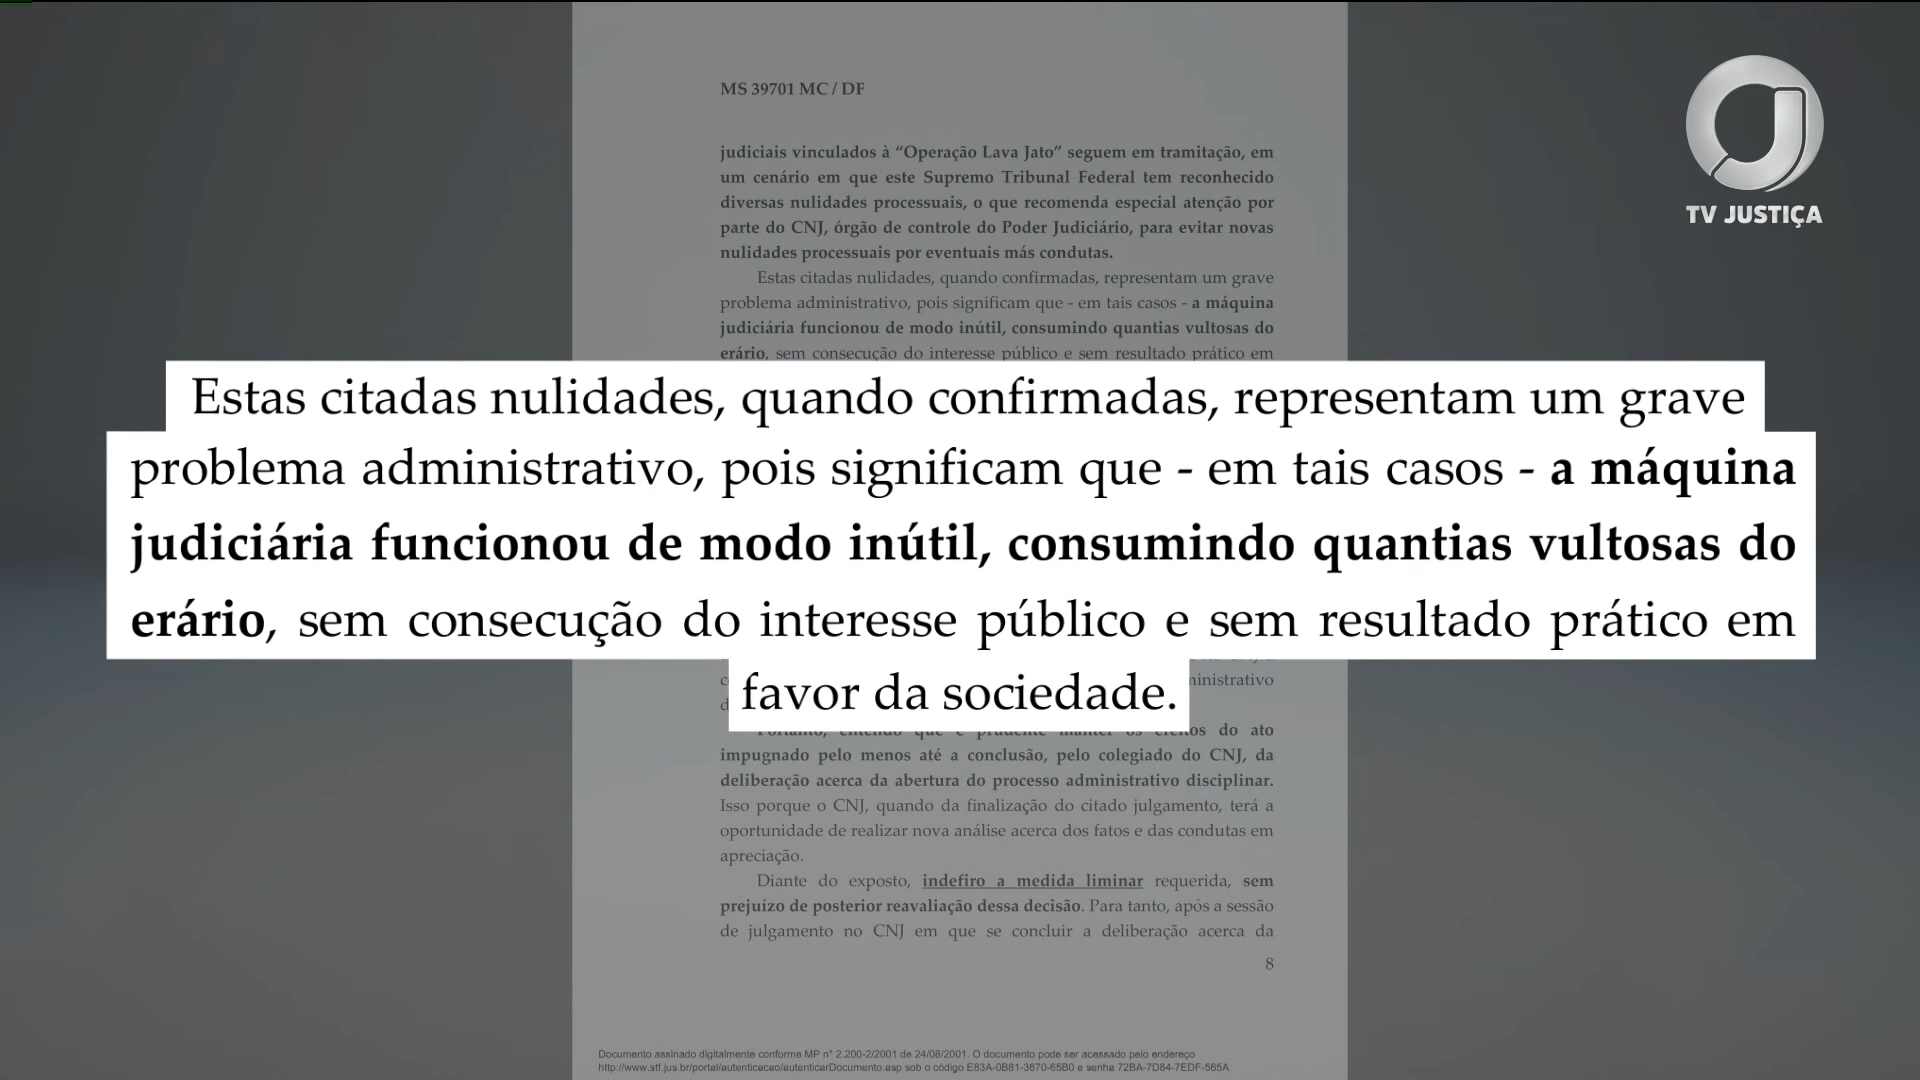 MS 39701 MC / DF
TV JUSTIÇA
judiciais vinculados à “Operação Lava Jato” seguem em tramitação, em
um cenário em que este Supremo Tribunal Federal tem reconhecido
diversas nulidades processuais, o que recomenda especial atenção por
parte do CNJ, órgão de controle do Poder Judiciário, para evitar novas
nulidades processuais por eventuais más condutas.
Estas citadas nulidades, quando confirmadas, representam um grave
problema administrativo, pois significam que - em tais casos - a máquina
judiciária funcionou de modo inútil, consumindo quantias vultosas do
erário, sem consecução do interesse público e sem resultado prático em
Estas citadas nulidades, quando confirmadas, representam um grave
problema administrativo, pois significam que - em tais casos - a máquina
judiciária funcionou de modo inútil, consumindo quantias vultosas do
erário, sem consecução do interesse público e sem resultado prático em
favor da sociedade.
Portanto, entendo que é prudente manter os efeitos do ato
impugnado pelo menos até a conclusão, pelo colegiado do CNJ, da
deliberação acerca da abertura do processo administrativo disciplinar.
Isso porque o CNJ, quando da finalização do citado julgamento, terá a
oportunidade de realizar nova análise acerca dos fatos e das condutas em
apreciação.
Diante do exposto, indefiro a medida liminar requerida, sem
prejuízo de posterior reavaliação dessa decisão. Para tanto, após a sessão
de julgamento no CNJ em que se concluir a deliberação acerca da
8
Documento assinado digitalmente conforme MP n° 2.200-2/2001 de 24/08/2001. O documento pode ser acessado pelo endereço
http://www.stf.jus.br/portal/autenticacao/autenticarDocumento.asp sob o código E83A-0B81-3670-65B0 e senha 72BA-7D84-7EDF-565A